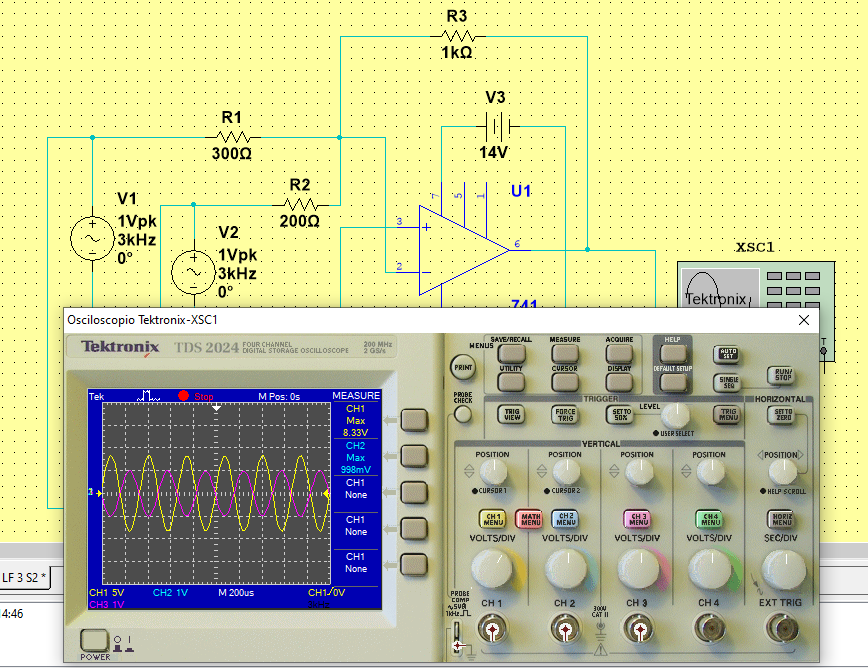 R3
1kΩ
V3
14V
R1
300Ω
R2
200Ω
V1
1Vpk
3kHz
0°
V2
1Vpk
3kHz
0°
U1
7
5
1
3
6
2
741
XSC1
Tektronix
T
Osciloscopio Tektronix-XSC1
Tektronix TDS 2024 FOUR CHANNEL
DIGITAL STORAGE OSCILLOSCOPE
200 MHz
2 GS/s
Tek Stop M Pos: 0s MEASURE
CH1
Max
8.33V
CH2
Max
998mV
CH1
None
CH1
None
CH1
None
CH1 5V CH2 1V M 200us CH1/0V
CH3 1V
POWER
MENUS
SAVE/RECALL MEASURE ACQUIRE HELP
UTILITY CURSOR DISPLAY DEFAULT SETUP
PRINT
AUTO SET
SINGLE SEQ
RUN/STOP
PROBE CHECK
TRIGGER
TRIG VIEW
FORCE TRIG
SET TO 50%
LEVEL
USER SELECT
TRIG MENU
HORIZONTAL
SET TO ZERO
VERTICAL
POSITION POSITION POSITION POSITION POSITION
CURSOR 1 CURSOR 2 HELP SCROLL
CH 1 MENU
MATH MENU
CH 2 MENU
CH 3 MENU
CH 4 MENU
HORIZ MENU
VOLTS/DIV VOLTS/DIV VOLTS/DIV VOLTS/DIV SEC/DIV
PROBE COMP
~5V
1kHz
CH 1 CH 2 CH 3 CH 4 EXT TRIG
300V
CAT II
LF 3 S2 *
4:46